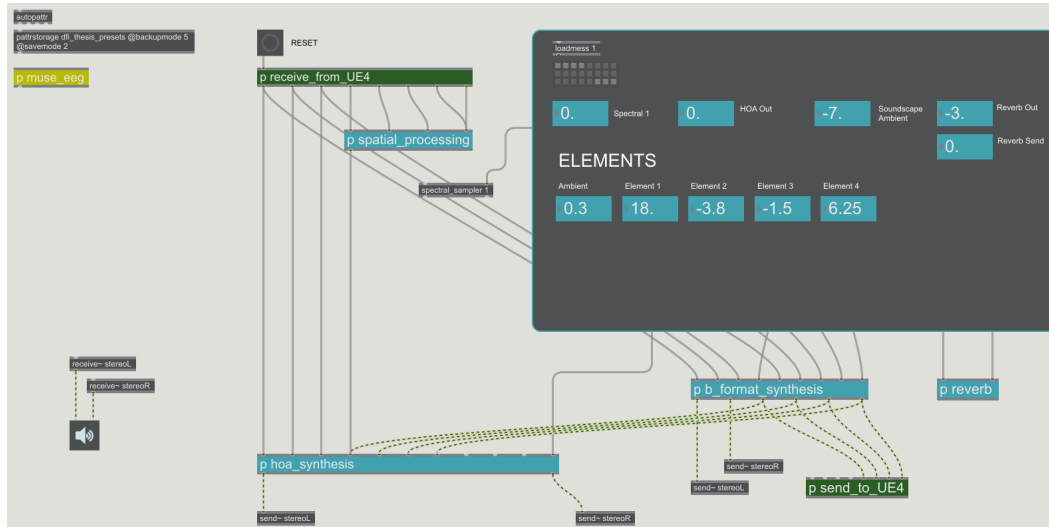 autopattr
pattrstorage dfi_thesis_presets @backupmode 5
@savemode 2
p muse_eeg
RESET
p receive_from_UE4
p spatial_processing
spectral_sampler 1
loadmess 1
0.
Spectral 1
0.
HOA Out
-7.
Soundscape
Ambient
-3.
Reverb Out
0.
Reverb Send
ELEMENTS
Ambient
Element 1
Element 2
Element 3
Element 4
0.3
18.
-3.8
-1.5
6.25
receive~ stereoL
receive~ stereoR
p b_format_synthesis
p reverb
p hoa_synthesis
send~ stereoR
send~ stereoL
p send_to_UE4
send~ stereoL
send~ stereoR